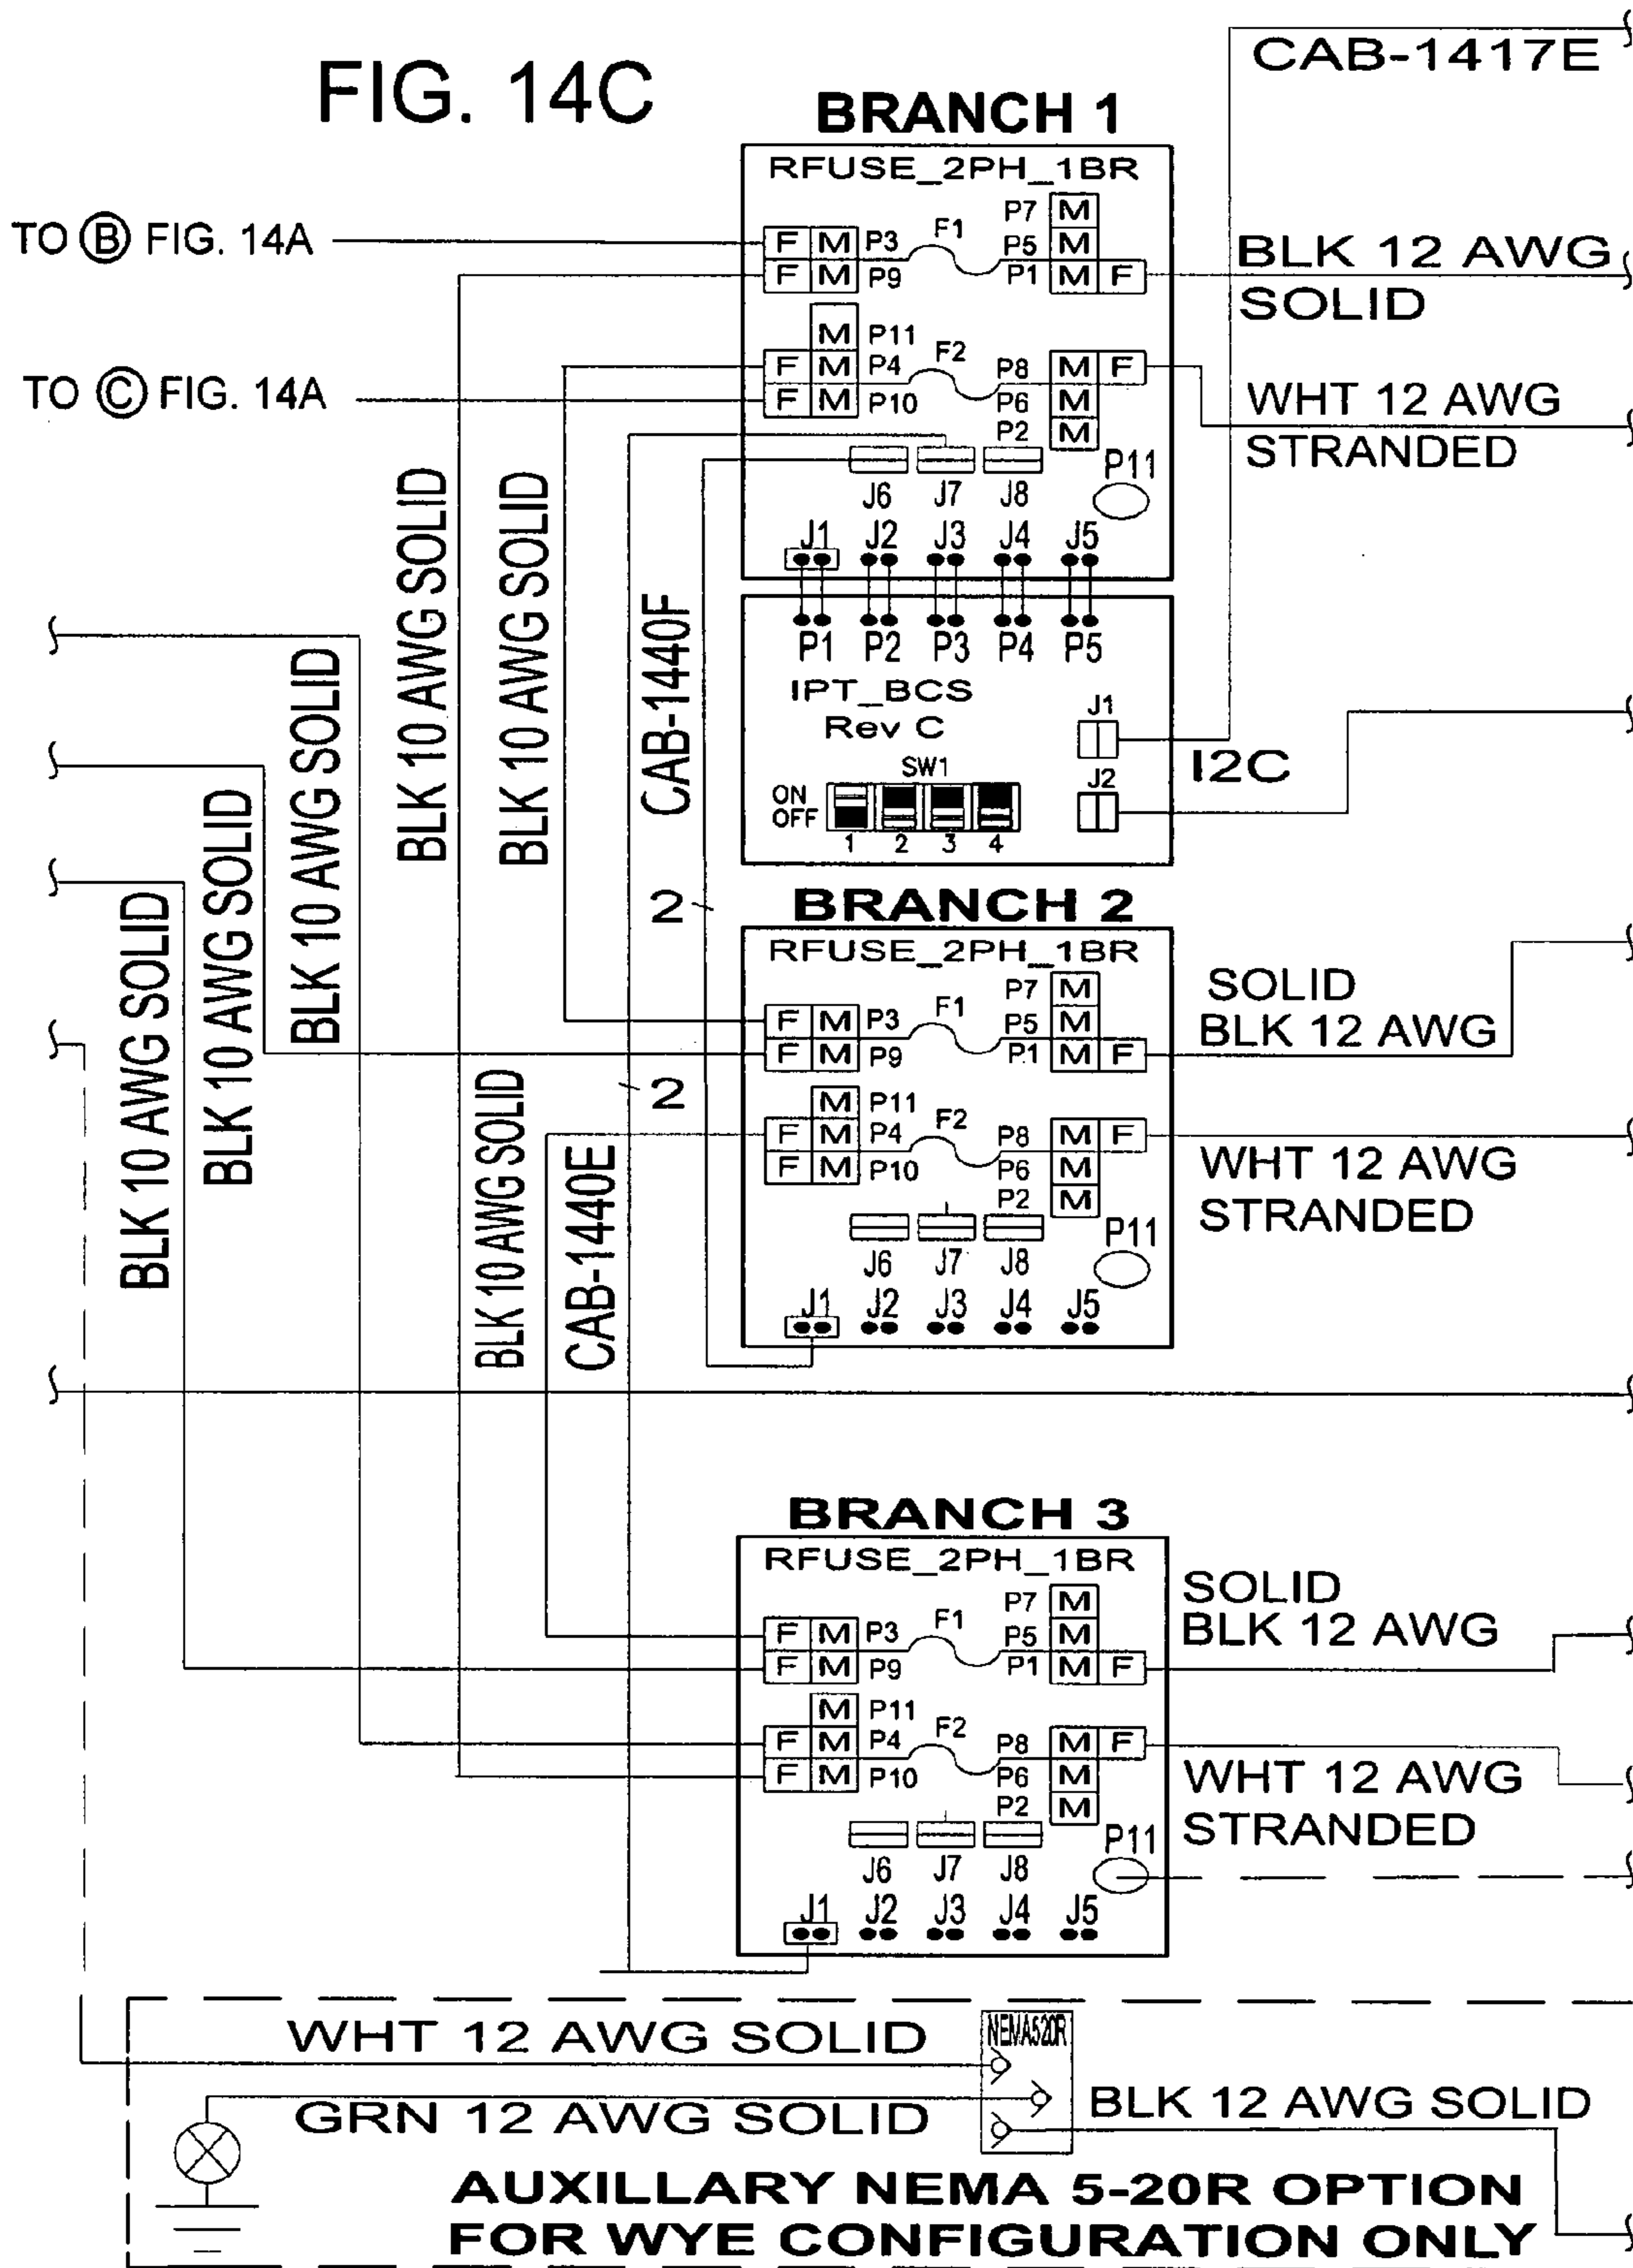 FIG. 14C
CAB-1417E
BRANCH 1
RFUSE_2PH_1BR
TO B FIG. 14A
F M P3 F1 P7 M
P5 M
F M P9 P1 M F
BLK 12 AWG
SOLID
M P11
F M P4 F2 P8 M F
TO C FIG. 14A
F M P10 P6 M
P2 M
WHT 12 AWG
STRANDED
P11
J6 J7 J8
J1 J2 J3 J4 J5
BLK 10 AWG SOLID
BLK 10 AWG SOLID
CAB-1440F
P1 P2 P3 P4 P5
IPT_BCS
Rev C
J1
I2C
SW1
J2
ON
OFF
1 2 3 4
BLK 10 AWG SOLID
BLK 10 AWG SOLID
BLK 10 AWG SOLID
2
BRANCH 2
RFUSE_2PH_1BR
F M P3 F1 P7 M
P5 M
F M P9 P1 M F
SOLID
BLK 12 AWG
M P11
F M P4 F2 P8 M F
F M P10 P6 M
P2 M
WHT 12 AWG
STRANDED
P11
J6 J7 J8
J1 J2 J3 J4 J5
2
BLK 10 AWG SOLID
CAB-1440E
BRANCH 3
RFUSE_2PH_1BR
F M P3 F1 P7 M
P5 M
F M P9 P1 M F
SOLID
BLK 12 AWG
M P11
F M P4 F2 P8 M F
F M P10 P6 M
P2 M
WHT 12 AWG
STRANDED
P11
J6 J7 J8
J1 J2 J3 J4 J5
WHT 12 AWG SOLID
NEMA520R
GRN 12 AWG SOLID
BLK 12 AWG SOLID
AUXILLARY NEMA 5-20R OPTION
FOR WYE CONFIGURATION ONLY